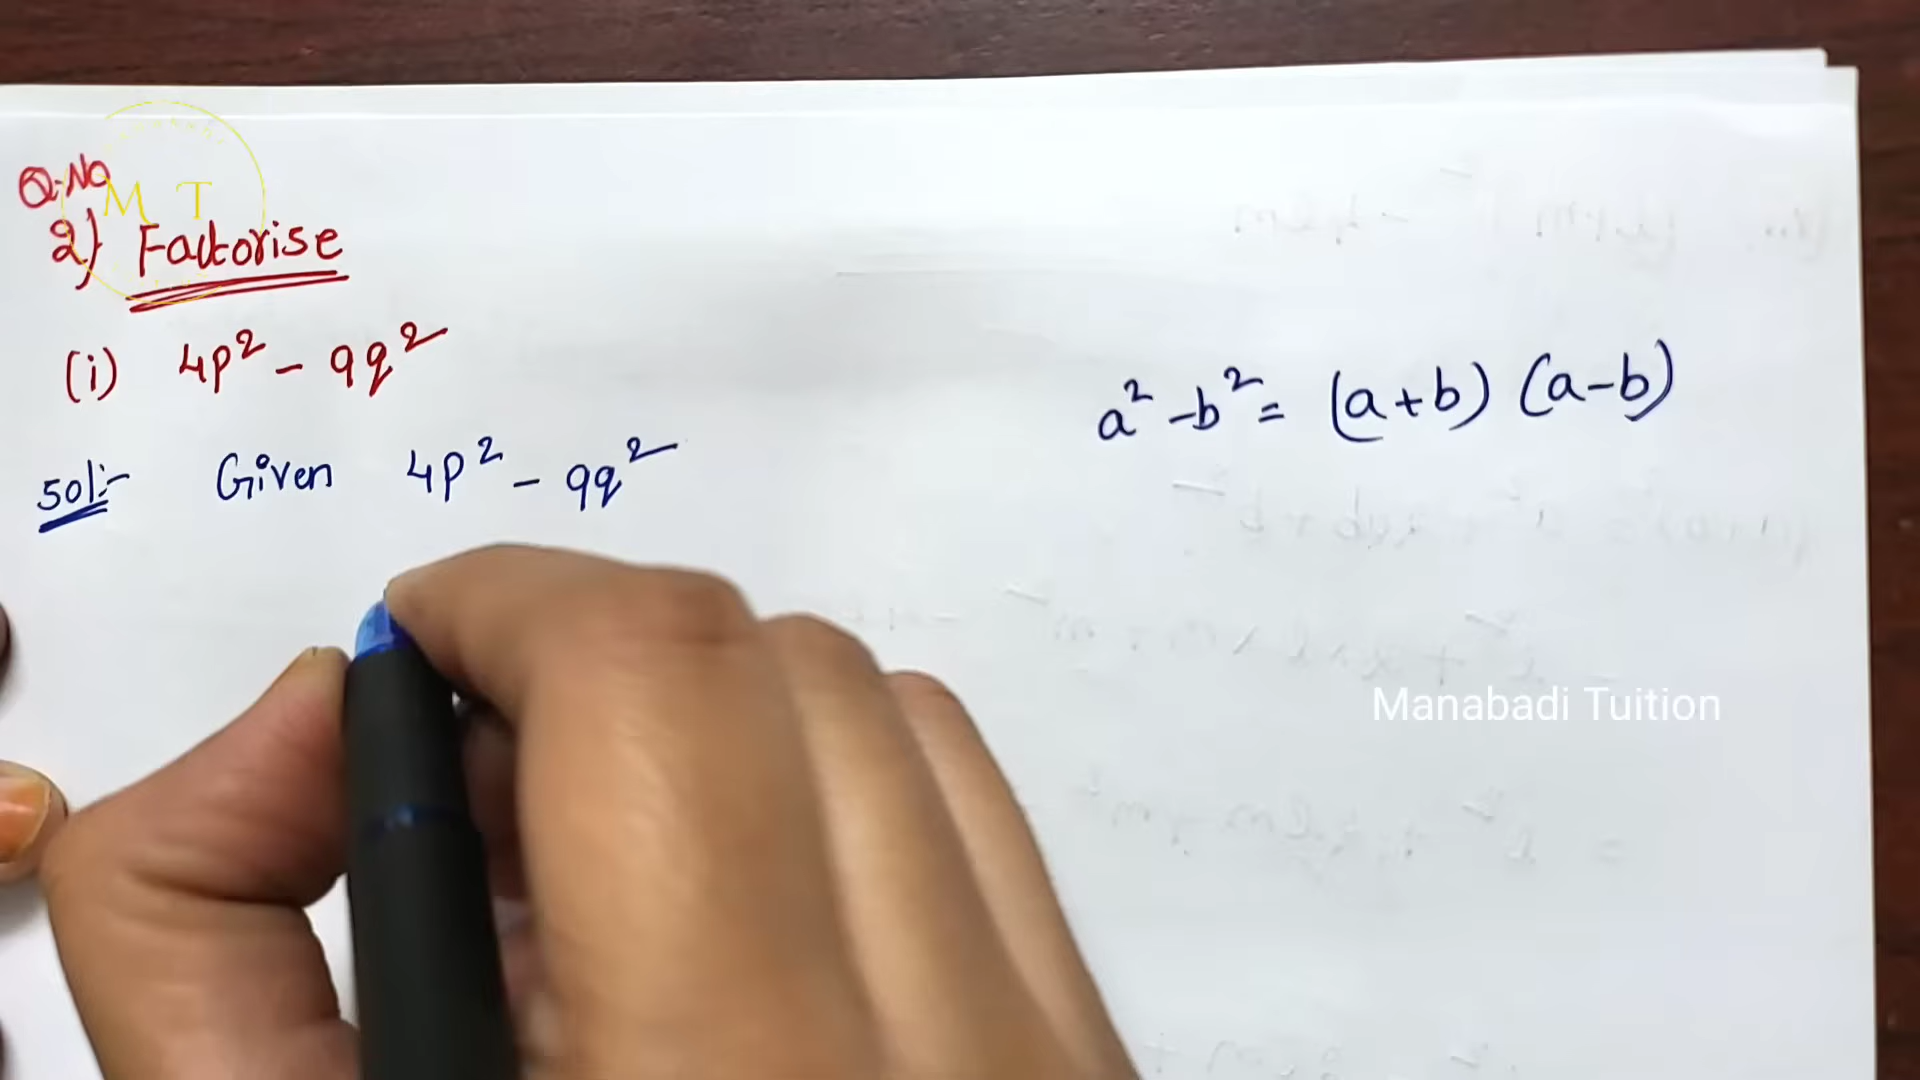 Q.No
M T
2) Factorise
(i) 4p² - 9q²
a² - b² = (a+b) (a-b)
Sol:- Given 4p² - 9q²
Manabadi Tuition